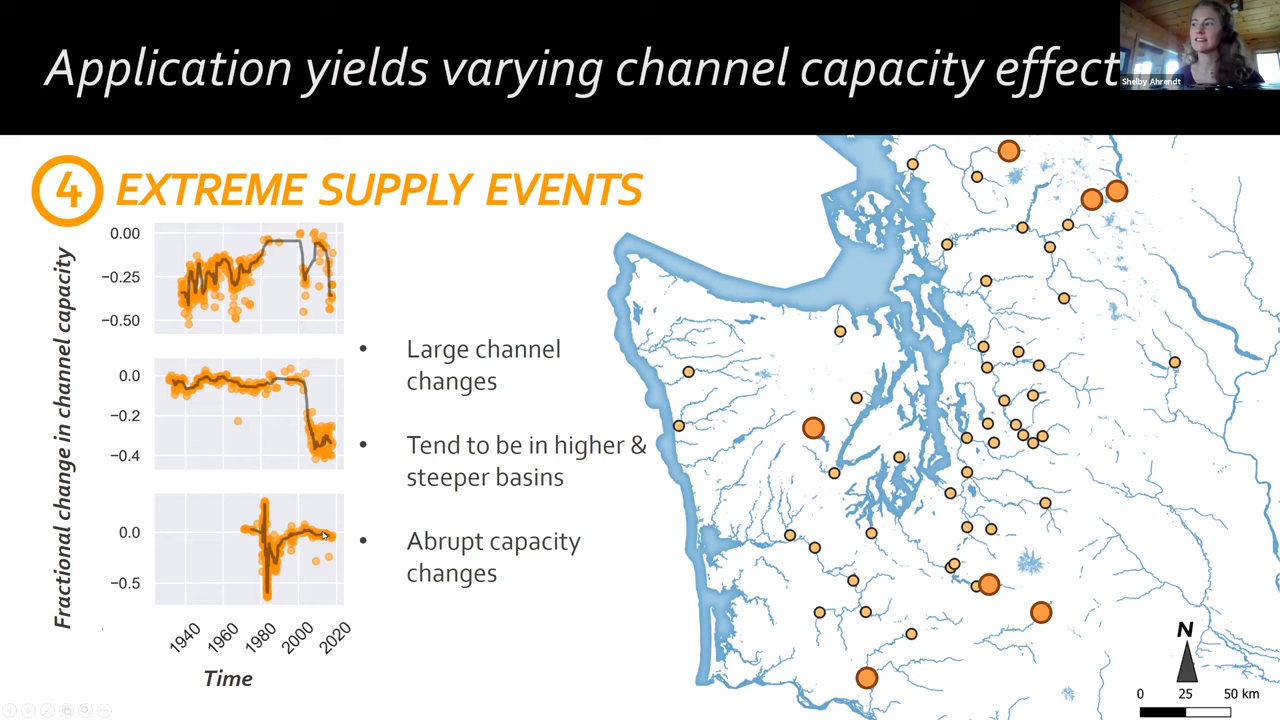 Application yields varying channel capacity effect
Shelby Ahrendt
4 EXTREME SUPPLY EVENTS
Fractional change in channel capacity
0.00
−0.25
−0.50
0.0
−0.2
−0.4
0.0
−0.5
1940 1960 1980 2000 2020
Time
• Large channel
changes
• Tend to be in higher &
steeper basins
• Abrupt capacity
changes
N
0 25 50 km